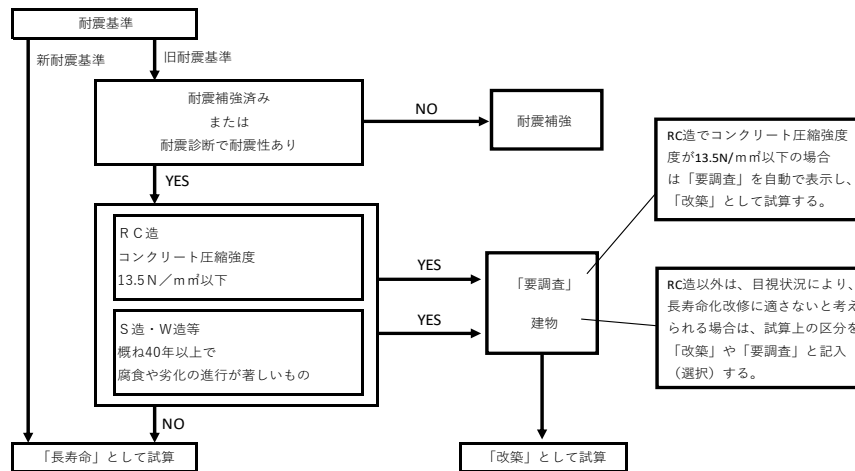 耐震基準
新耐震基準
旧耐震基準
耐震補強済み
または
耐震診断で耐震性あり
NO
耐震補強
YES
RC造でコンクリート圧縮強度
度が13.5N/m㎡以下の場合
は「要調査」を自動で表示し、
「改築」として試算する。
ＲＣ造
コンクリート圧縮強度
13.5Ｎ／m㎡以下
YES
「要調査」
建物
Ｓ造・Ｗ造等
概ね40年以上で
腐食や劣化の進行が著しいもの
YES
RC造以外は、目視状況により、
長寿命化改修に適さないと考え
られる場合は、試算上の区分を
「改築」や「要調査」と記入
（選択）する。
NO
「長寿命」として試算
「改築」として試算